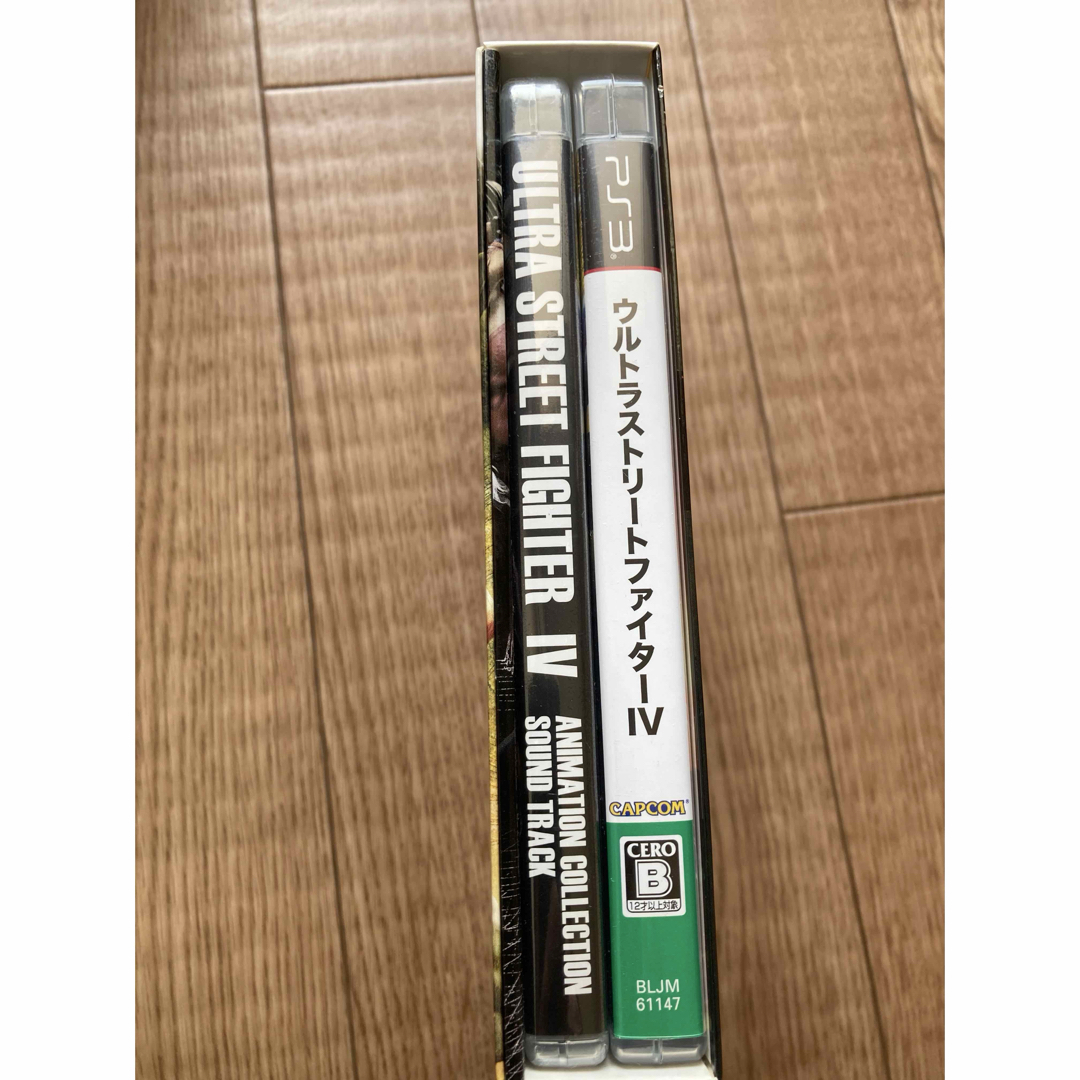 ULTRA STREET FIGHTER IV
ANIMATION COLLECTION
SOUND TRACK
PS3
ウルトラストリートファイターIV
CAPCOM
CERO
B
12才以上対象
BLJM
61147